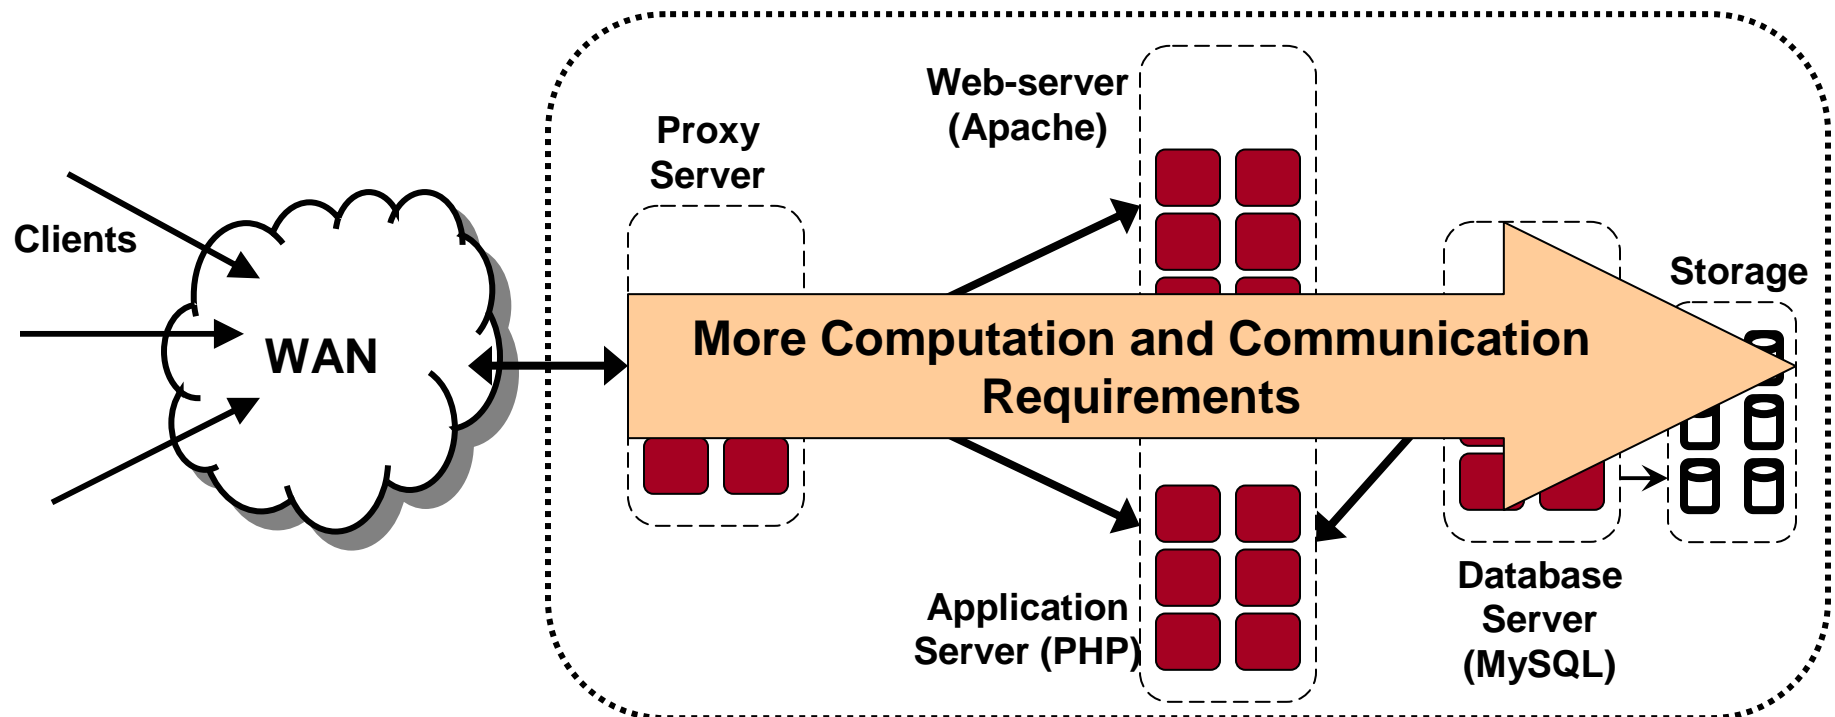 Clients
WAN
Proxy
Server
Web-server
(Apache)
More Computation and Communication
Requirements
Application
Server (PHP)
Storage
Database
Server
(MySQL)